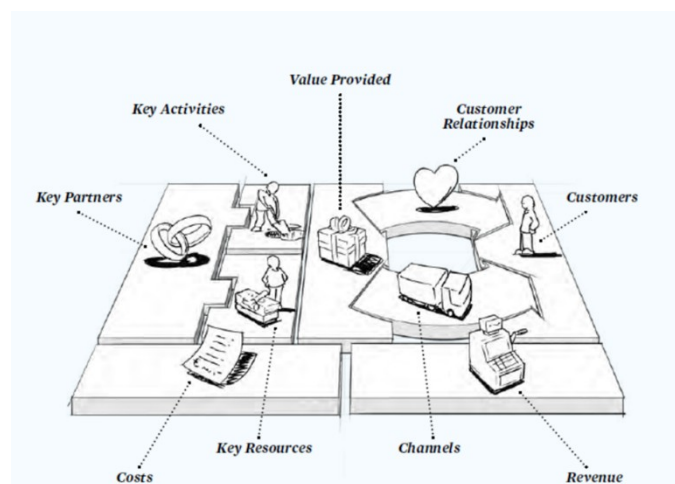 Value Provided
Key Activities
Customer
Relationships
Key Partners
Customers
Key Resources
Channels
Costs
Revenue